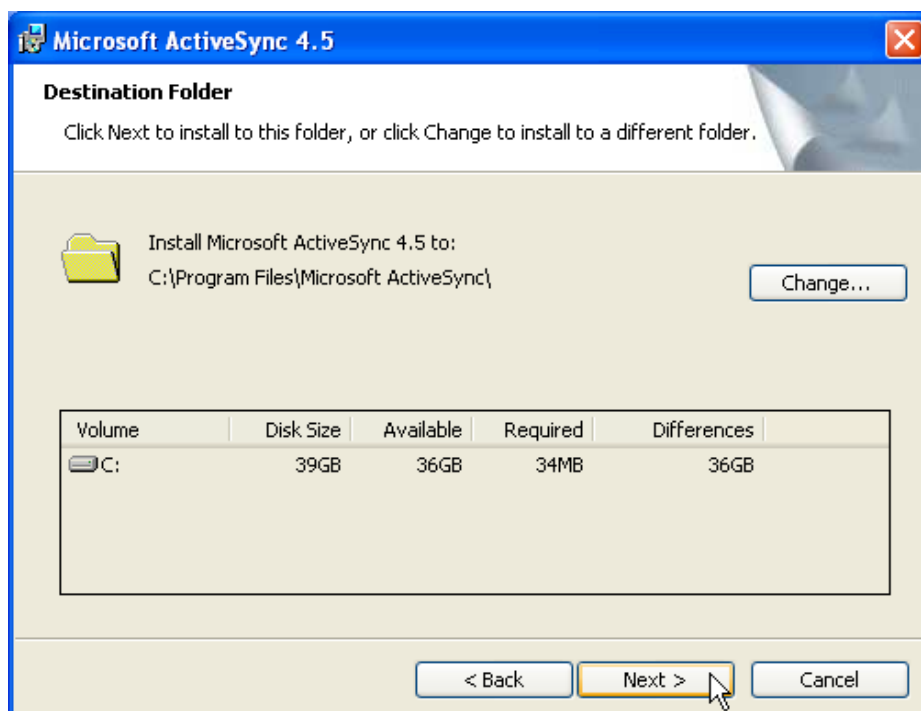 Microsoft ActiveSync 4.5
Destination Folder
Click Next to install to this folder, or click Change to install to a different folder.
Install Microsoft ActiveSync 4.5 to:
C:\Program Files\Microsoft ActiveSync\
Change...
Volume Disk Size Available Required Differences
C: 39GB 36GB 34MB 36GB
< Back Next > Cancel